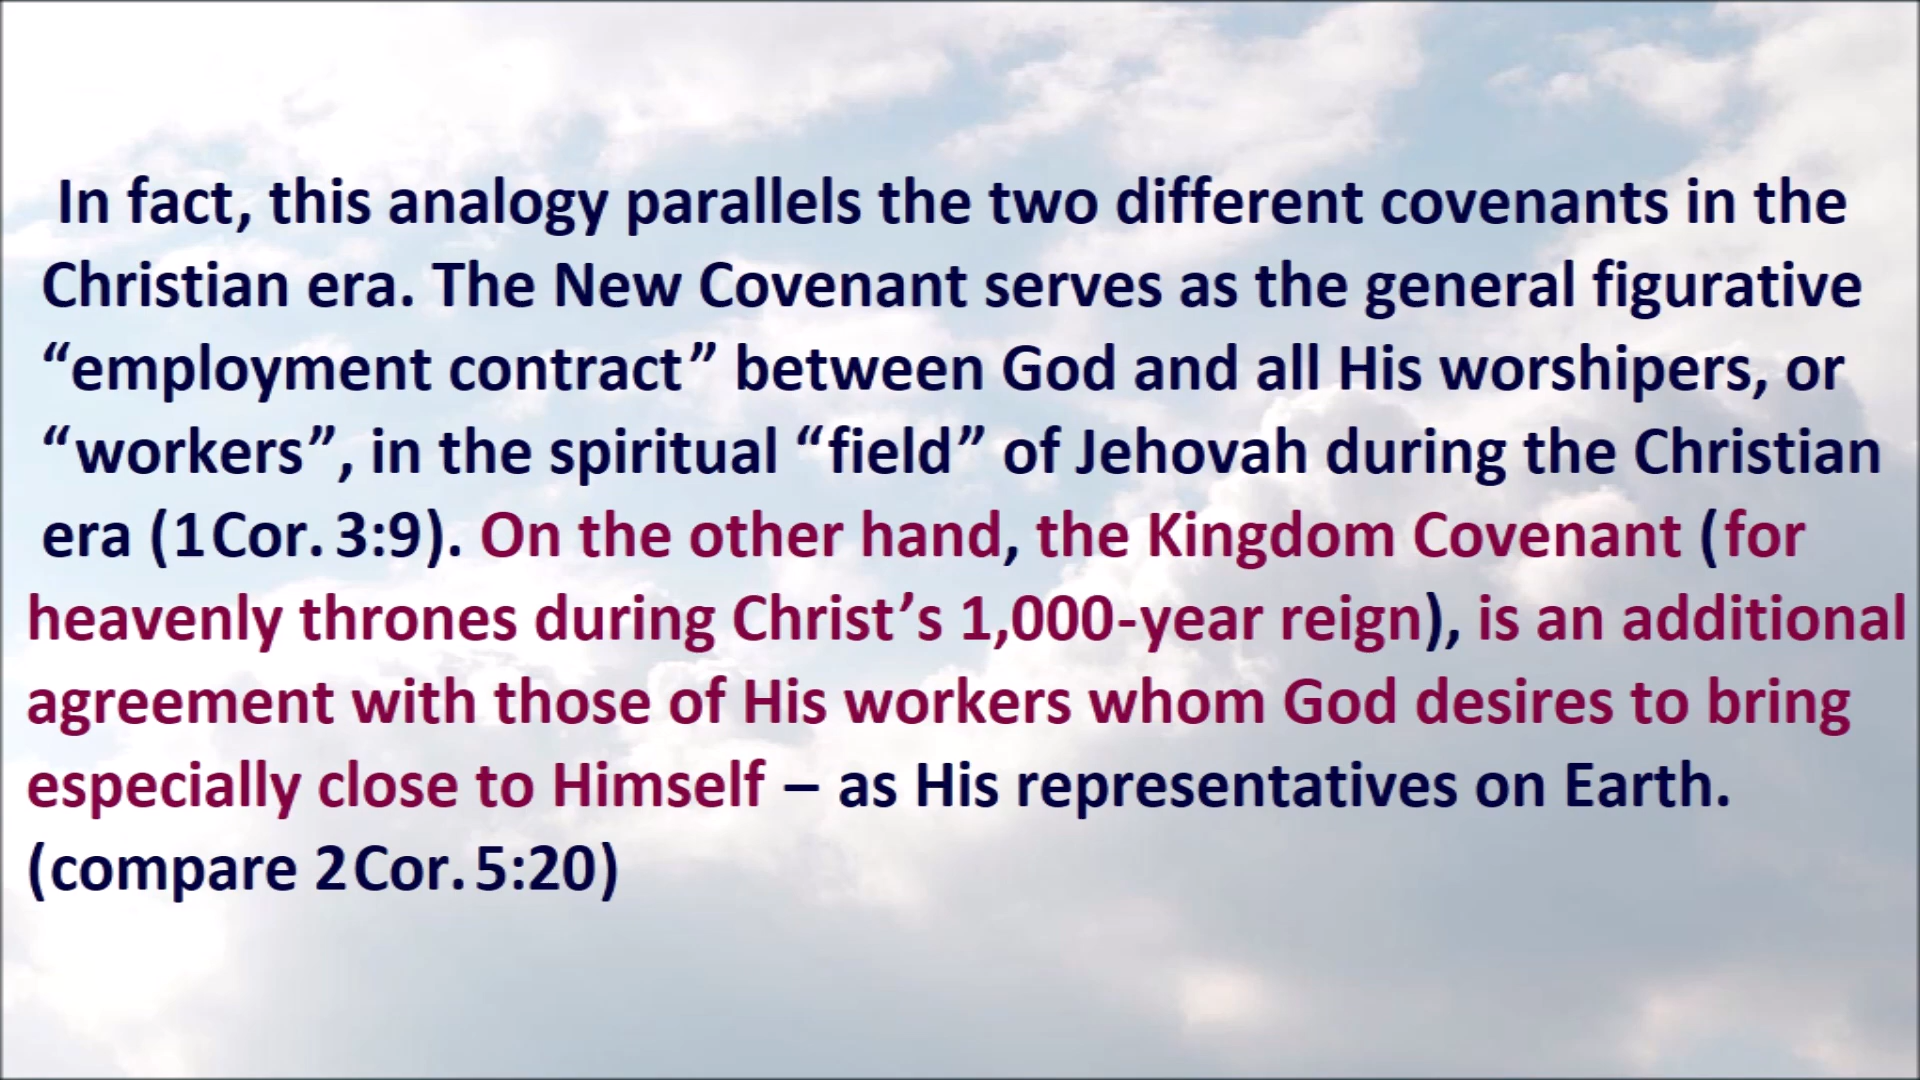 In fact, this analogy parallels the two different covenants in the
Christian era. The New Covenant serves as the general figurative
“employment contract” between God and all His worshipers, or
“workers”, in the spiritual “field” of Jehovah during the Christian
era (1 Cor. 3:9). On the other hand, the Kingdom Covenant (for
heavenly thrones during Christ’s 1,000-year reign), is an additional
agreement with those of His workers whom God desires to bring
especially close to Himself – as His representatives on Earth.
(compare 2 Cor. 5:20)